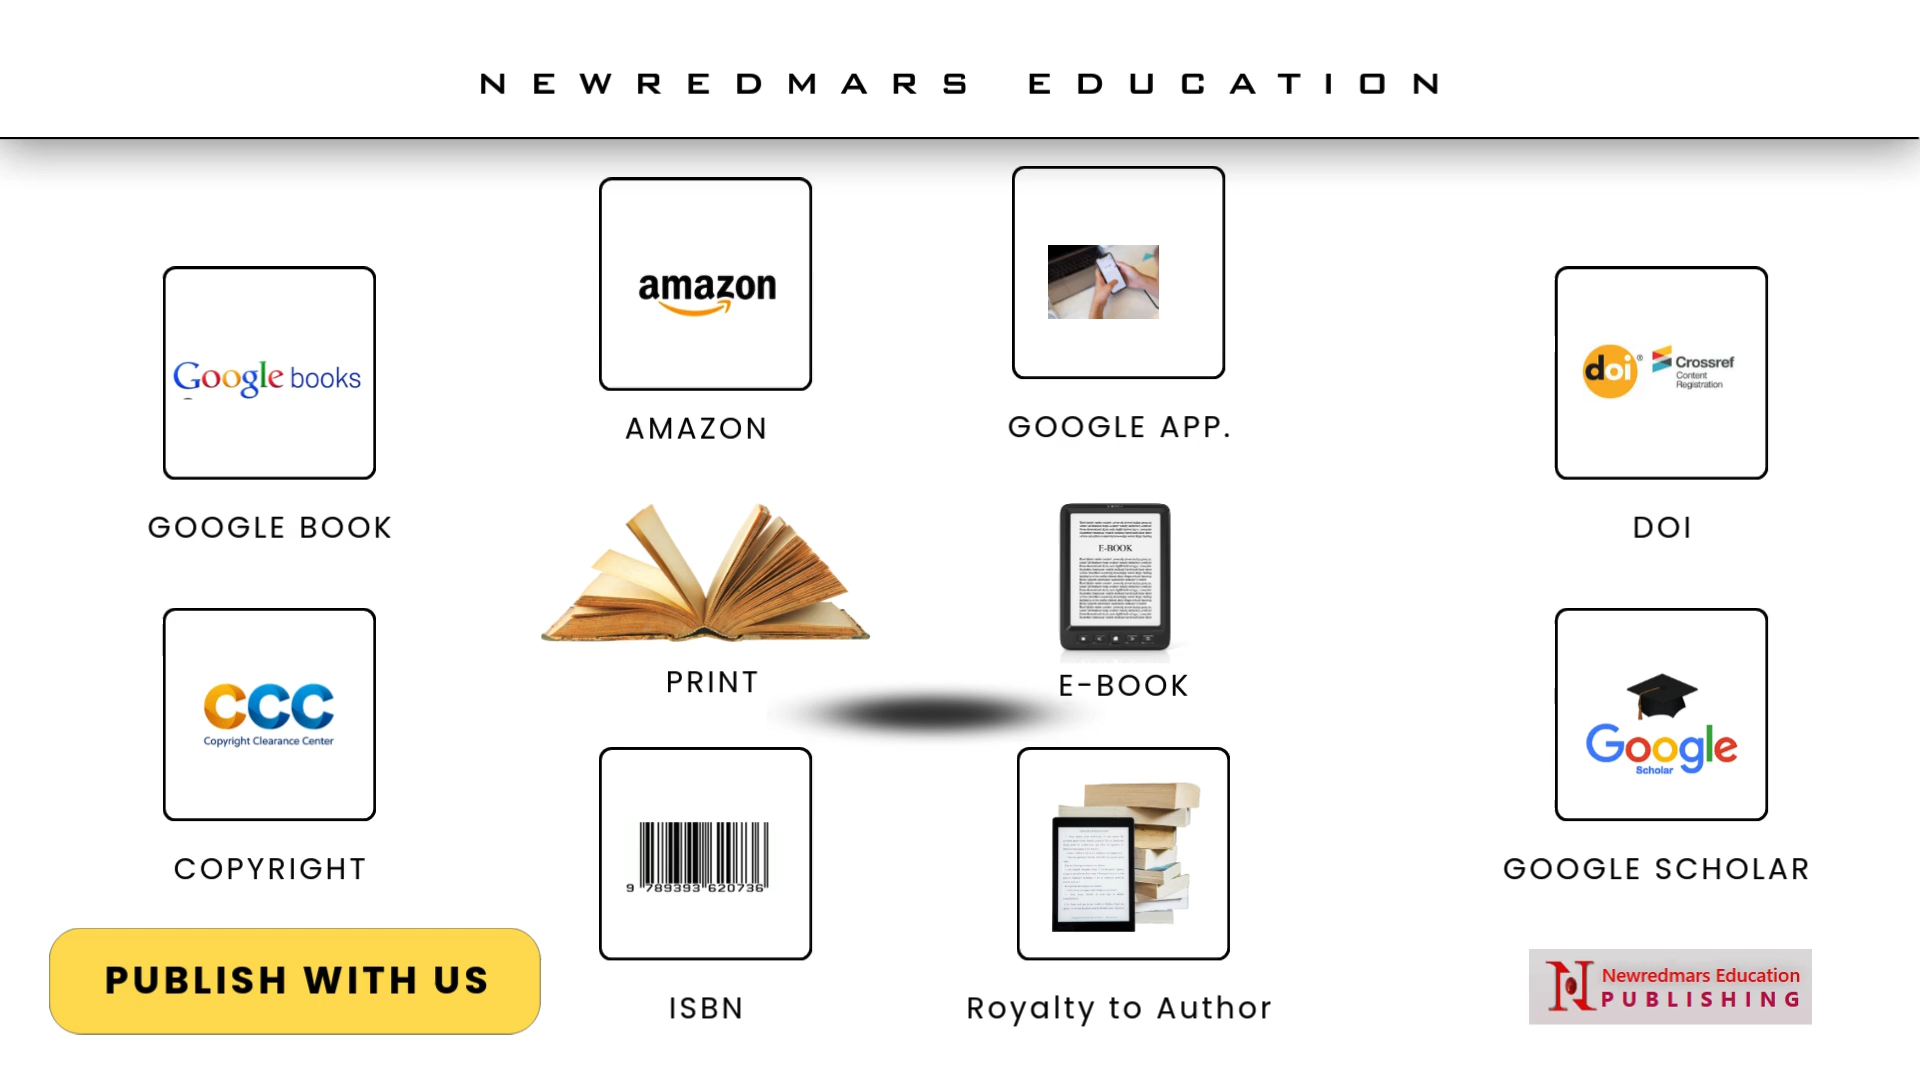 NEWREDMARS EDUCATION
Google books
GOOGLE BOOK
amazon
AMAZON
GOOGLE APP.
doi®
Crossref
Content
Registration
DOI
PRINT
E-BOOK
E-BOOK
CCC
Copyright Clearance Center
COPYRIGHT
9 789393 620736
ISBN
Royalty to Author
Google
Scholar
GOOGLE SCHOLAR
PUBLISH WITH US
Newredmars Education
PUBLISHING